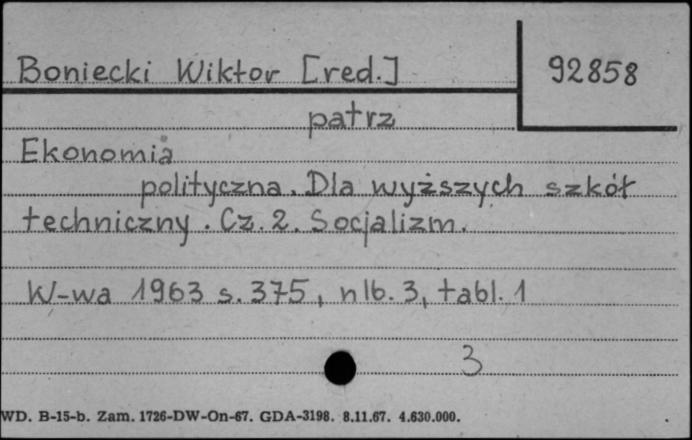 Boniecki Wiktor [red.]
92858
patrz
Ekonomia
polityczna. Dla wyższych szkół
techniczny. Cz. 2. Socjalizm.
W-wa 1963 s. 375, nlb. 3, tabl. 1
3
WD. B-15-b. Zam. 1726-DW-On-67. GDA-3198. 8.11.67. 4.630.000.